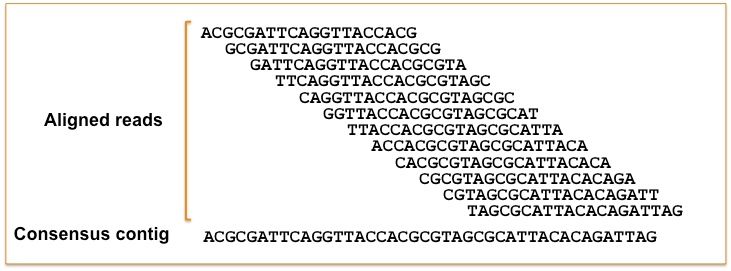 ACGCGATTCAGGTTACCACG
GCGATTCAGGTTACCACGCG
GATTCAGGTTACCACGCGTA
TTCAGGTTACCACGCGTAGC
CAGGTTACCACGCGTAGCGC
GGTTACCACGCGTAGCGCAT
Aligned reads
TTACCACGCGTAGCGCATTA
ACCACGCGTAGCGCATTACA
CACGCGTAGCGCATTACACA
CGCGTAGCGCATTACACAGA
CGTAGCGCATTACACAGATT
TAGCGCATTACACAGATTAG
Consensus contig ACGCGATTCAGGTTACCACGCGTAGCGCATTACACAGATTAG